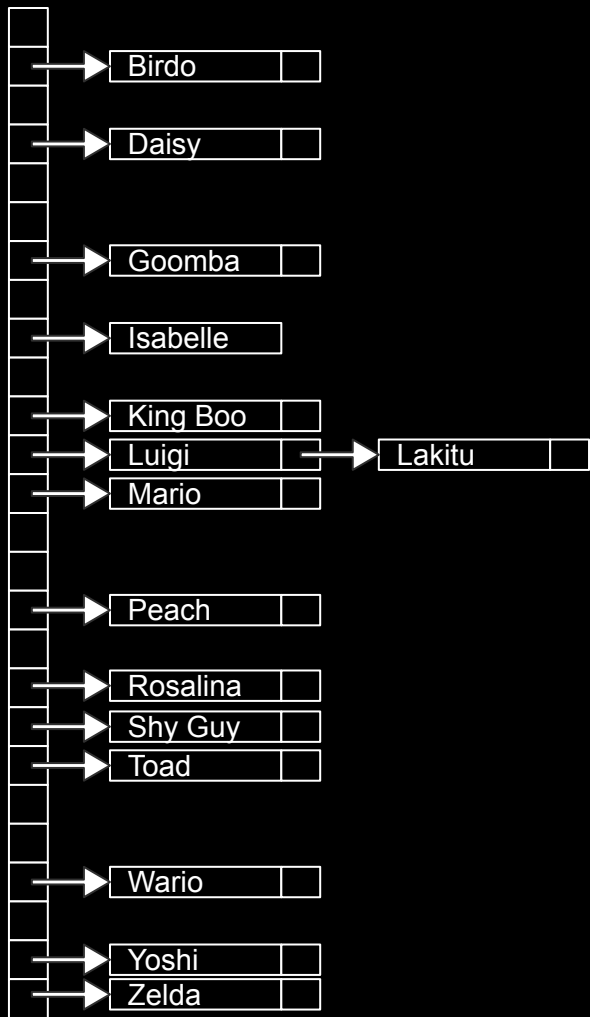 Birdo
Daisy
Goomba
Isabelle
King Boo
Luigi
Lakitu
Mario
Peach
Rosalina
Shy Guy
Toad
Wario
Yoshi
Zelda